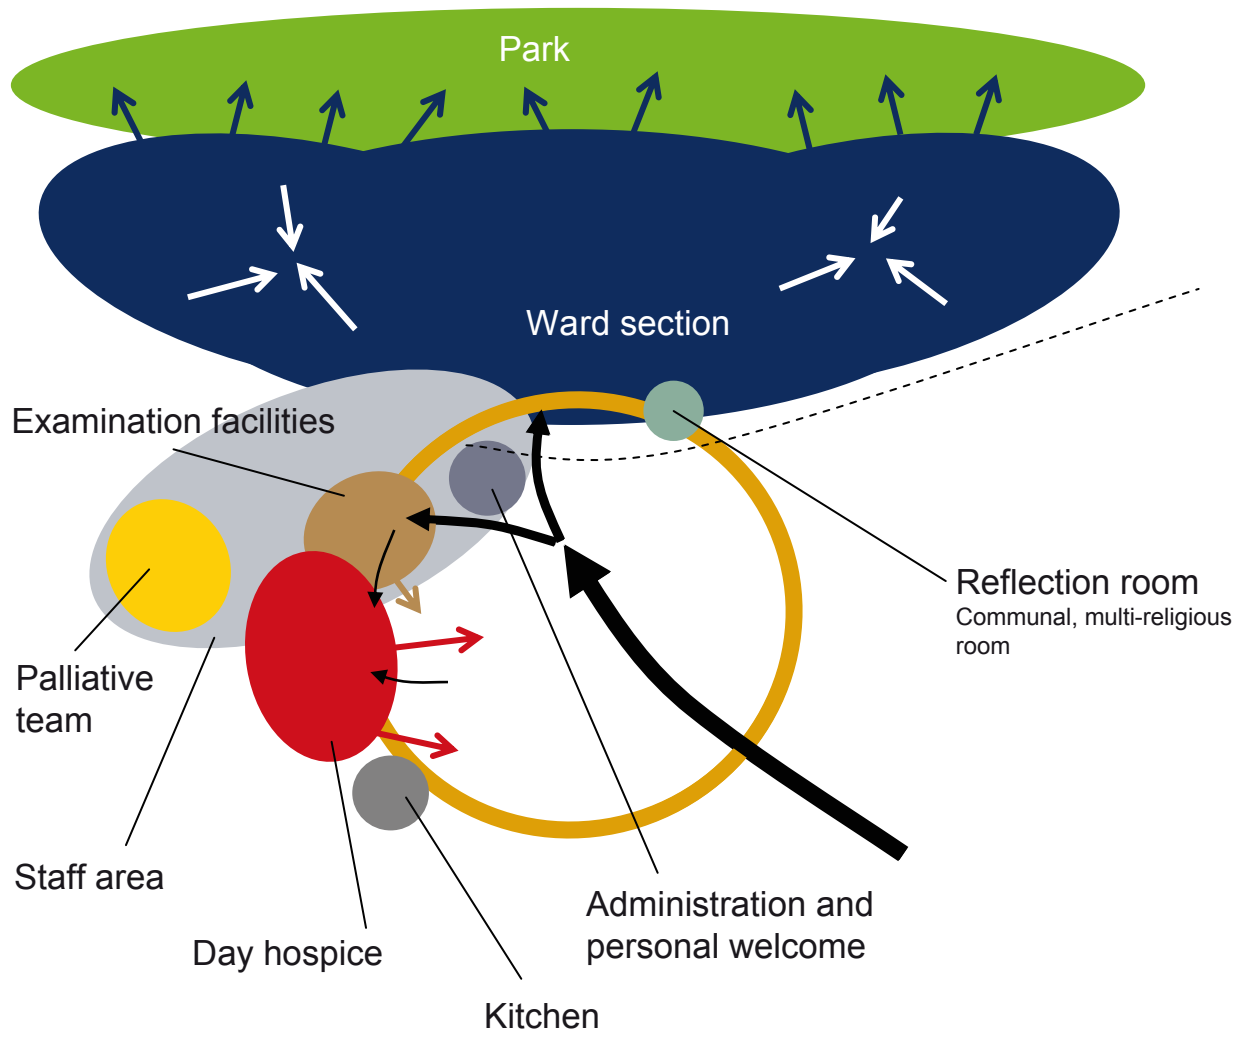 Park
Ward section
Examination facilities
Reflection room
Communal, multi-religious
room
Palliative
team
Staff area
Administration and
personal welcome
Day hospice
Kitchen